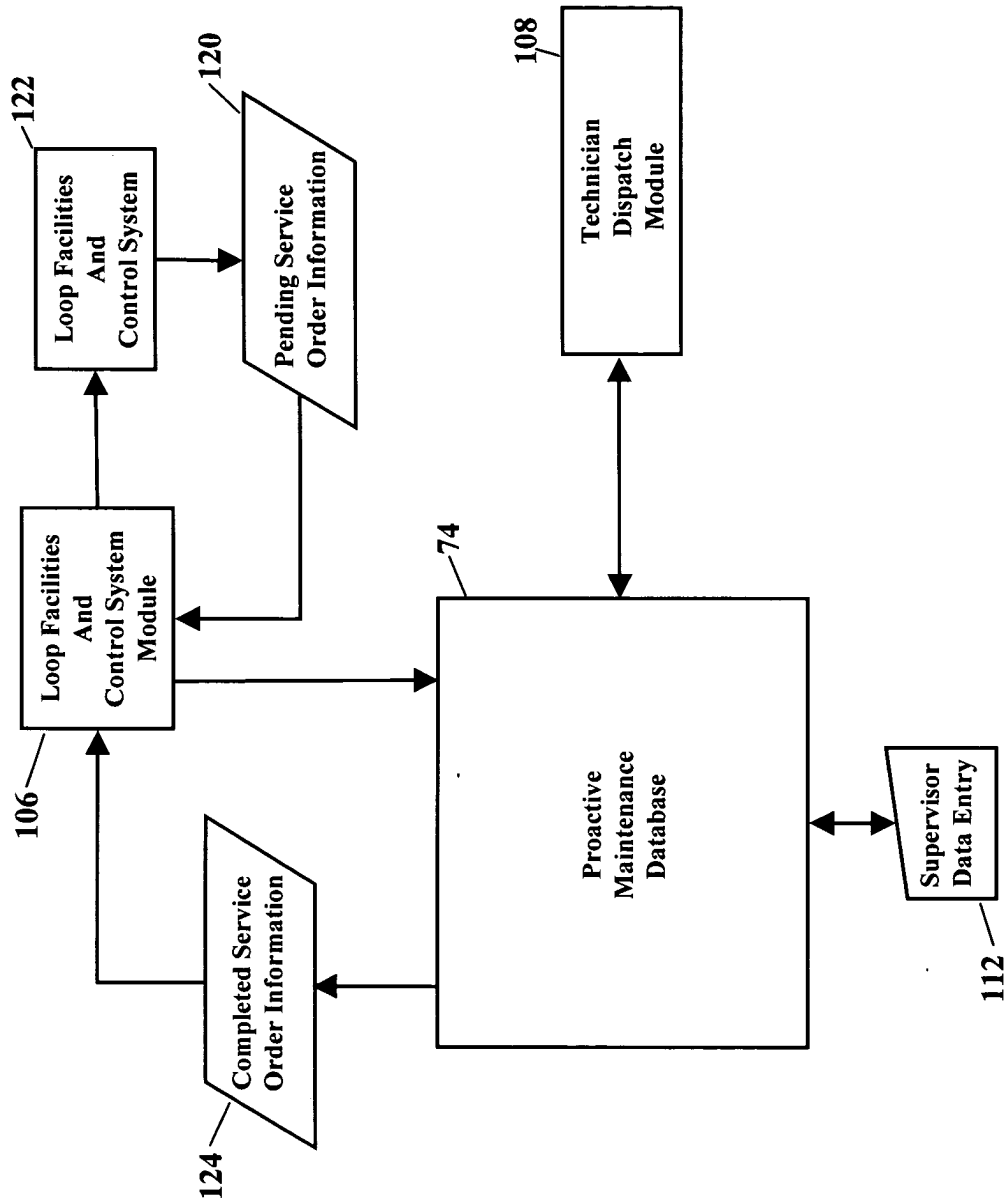 122
Loop Facilities
And
Control System
120
Pending Service
Order Information
106
Loop Facilities
And
Control System
Module
124
Completed Service
Order Information
74
Proactive
Maintenance
Database
108
Technician
Dispatch
Module
112
Supervisor
Data Entry